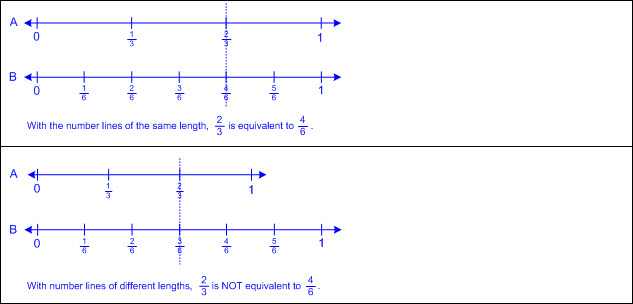 A
0 1/3 2/3 1
B
0 1/6 2/6 3/6 4/6 5/6 1
With the number lines of the same length, 2/3 is equivalent to 4/6 .
A
0 1/3 2/3 1
B
0 1/6 2/6 3/6 4/6 5/6 1
With number lines of different lengths, 2/3 is NOT equivalent to 4/6 .